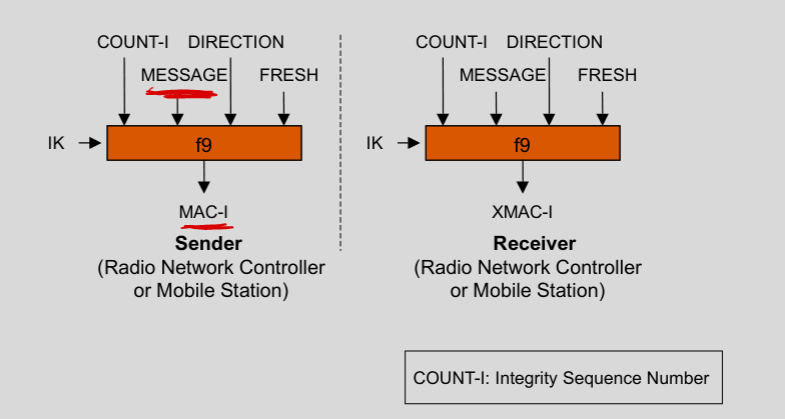 COUNT-I DIRECTION
MESSAGE FRESH
IK
f9
MAC-I
Sender
(Radio Network Controller
or Mobile Station)
COUNT-I DIRECTION
MESSAGE FRESH
IK
f9
XMAC-I
Receiver
(Radio Network Controller
or Mobile Station)
COUNT-I: Integrity Sequence Number